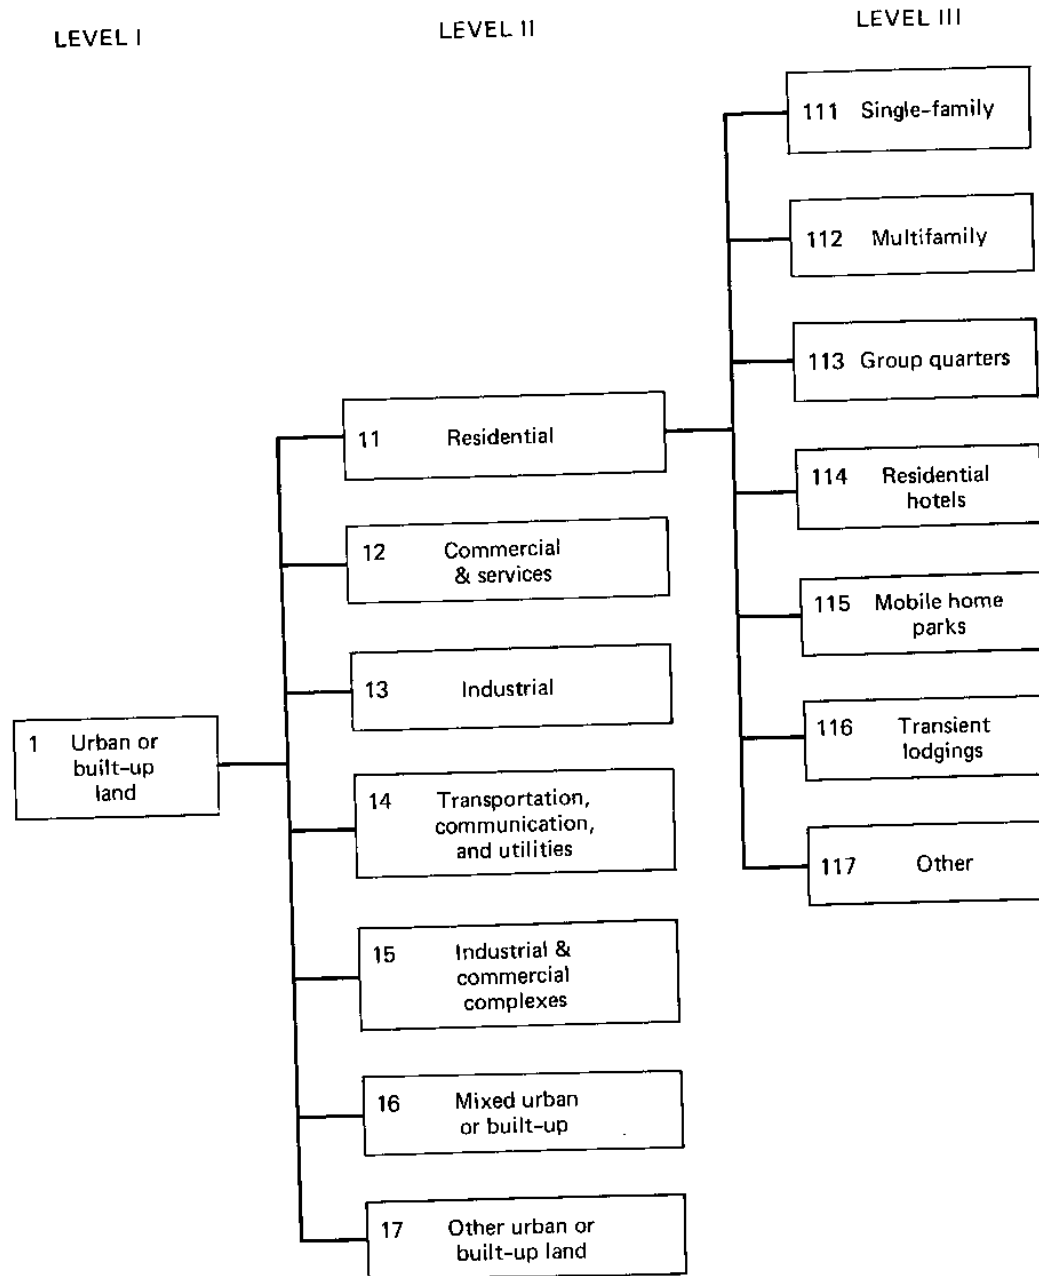 LEVEL I
LEVEL II
LEVEL III
1 Urban or
built-up
land
11 Residential
12 Commercial
& services
13 Industrial
14 Transportation,
communication,
and utilities
15 Industrial &
commercial
complexes
16 Mixed urban
or built-up
17 Other urban or
built-up land
111 Single-family
112 Multifamily
113 Group quarters
114 Residential
hotels
115 Mobile home
parks
116 Transient
lodgings
117 Other